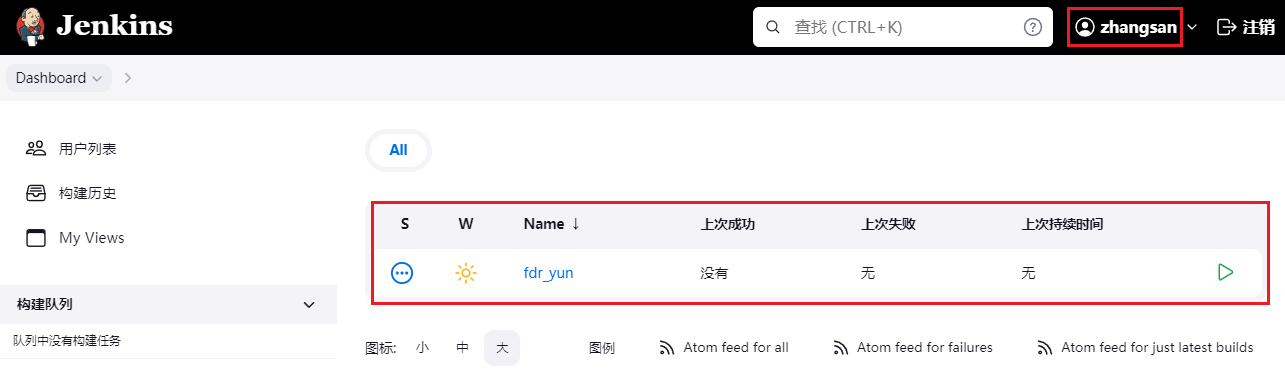 Jenkins
查找 (CTRL+K)
zhangsan
注销
Dashboard
用户列表
构建历史
My Views
构建队列
队列中没有构建任务
All
S W Name ↓ 上次成功 上次失败 上次持续时间
fdr_yun 没有 无 无
图标: 小 中 大 图例 Atom feed for all Atom feed for failures Atom feed for just latest builds